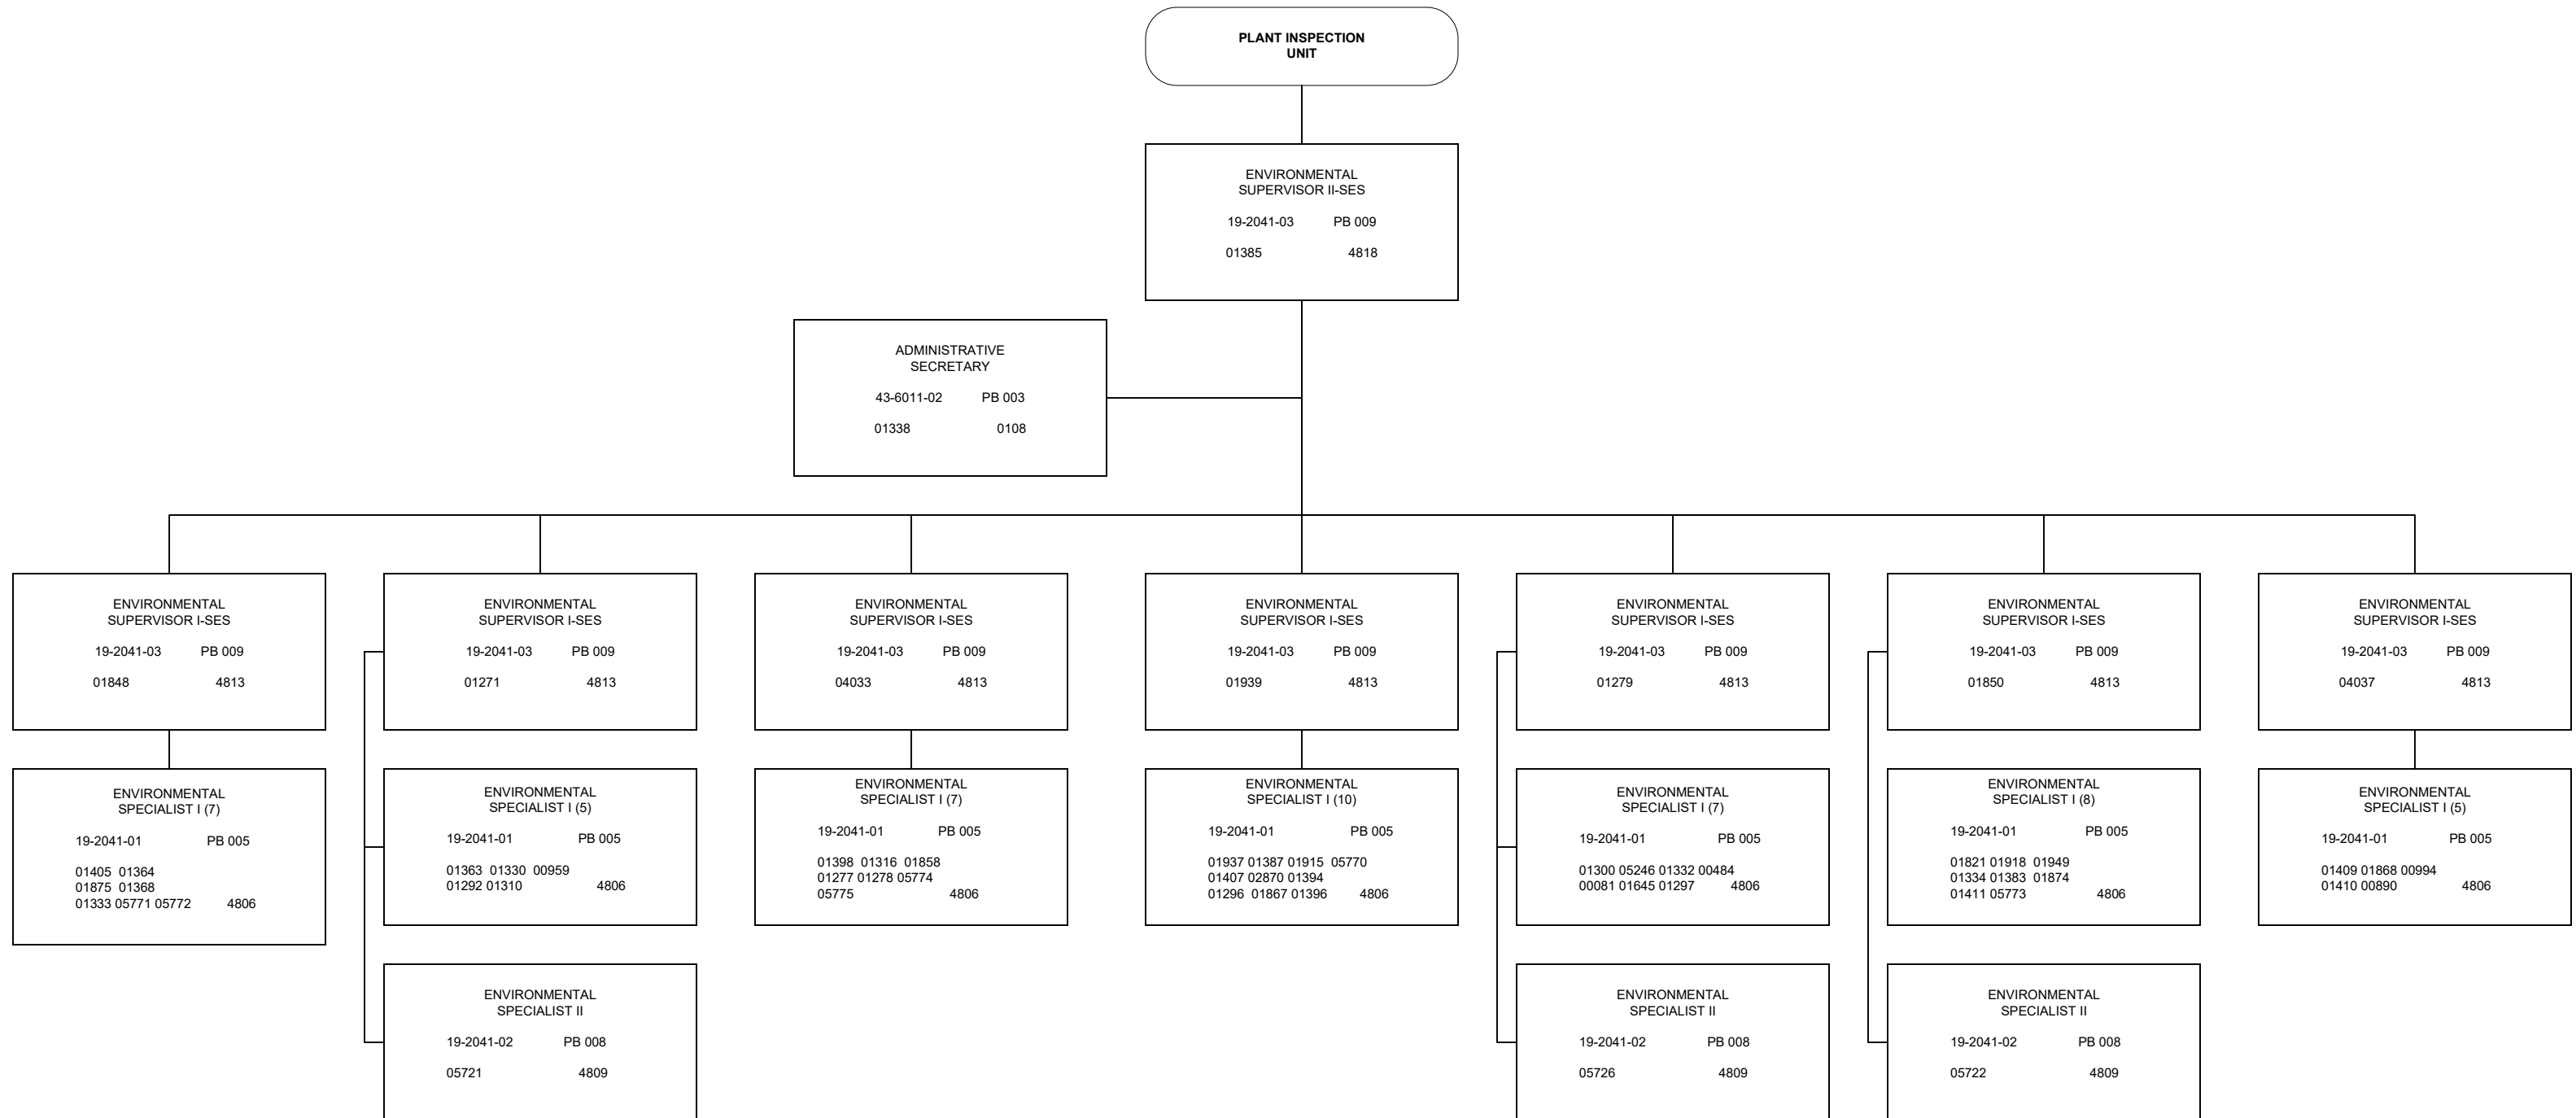 PLANT INSPECTION
UNIT
ENVIRONMENTAL
SUPERVISOR II-SES
19-2041-03 PB 009
01385 4818
ADMINISTRATIVE
SECRETARY
43-6011-02 PB 003
01338 0108
ENVIRONMENTAL
SUPERVISOR I-SES
19-2041-03 PB 009
01848 4813
ENVIRONMENTAL
SUPERVISOR I-SES
19-2041-03 PB 009
01271 4813
ENVIRONMENTAL
SUPERVISOR I-SES
19-2041-03 PB 009
04033 4813
ENVIRONMENTAL
SUPERVISOR I-SES
19-2041-03 PB 009
01939 4813
ENVIRONMENTAL
SUPERVISOR I-SES
19-2041-03 PB 009
01279 4813
ENVIRONMENTAL
SUPERVISOR I-SES
19-2041-03 PB 009
01850 4813
ENVIRONMENTAL
SUPERVISOR I-SES
19-2041-03 PB 009
04037 4813
ENVIRONMENTAL
SPECIALIST I (7)
19-2041-01 PB 005
01405 01364
01875 01368
01333 05771 05772 4806
ENVIRONMENTAL
SPECIALIST I (5)
19-2041-01 PB 005
01363 01330 00959
01292 01310 4806
ENVIRONMENTAL
SPECIALIST I (7)
19-2041-01 PB 005
01398 01316 01858
01277 01278 05774
05775 4806
ENVIRONMENTAL
SPECIALIST I (10)
19-2041-01 PB 005
01937 01387 01915 05770
01407 02870 01394
01296 01867 01396 4806
ENVIRONMENTAL
SPECIALIST I (7)
19-2041-01 PB 005
01300 05246 01332 00484
00081 01645 01297 4806
ENVIRONMENTAL
SPECIALIST I (8)
19-2041-01 PB 005
01821 01918 01949
01334 01383 01874
01411 05773 4806
ENVIRONMENTAL
SPECIALIST I (5)
19-2041-01 PB 005
01409 01868 00994
01410 00890 4806
ENVIRONMENTAL
SPECIALIST II
19-2041-02 PB 008
05721 4809
ENVIRONMENTAL
SPECIALIST II
19-2041-02 PB 008
05726 4809
ENVIRONMENTAL
SPECIALIST II
19-2041-02 PB 008
05722 4809